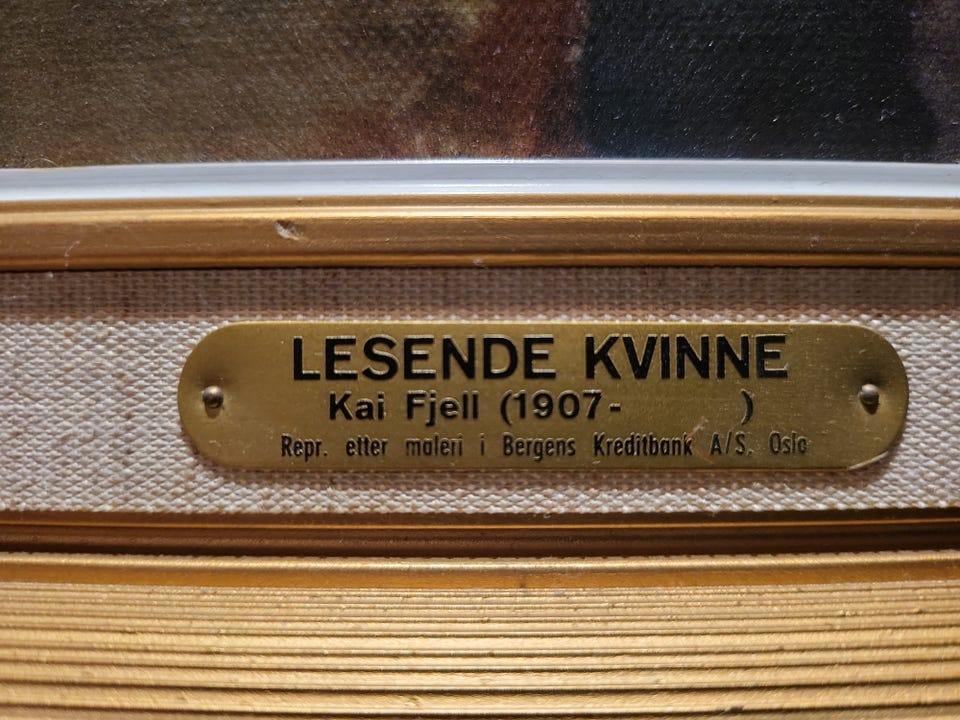 LESENDE KVINNE
Kai Fjell (1907- )
Repr. etter maleri i Bergens Kreditbank A/S, Oslo